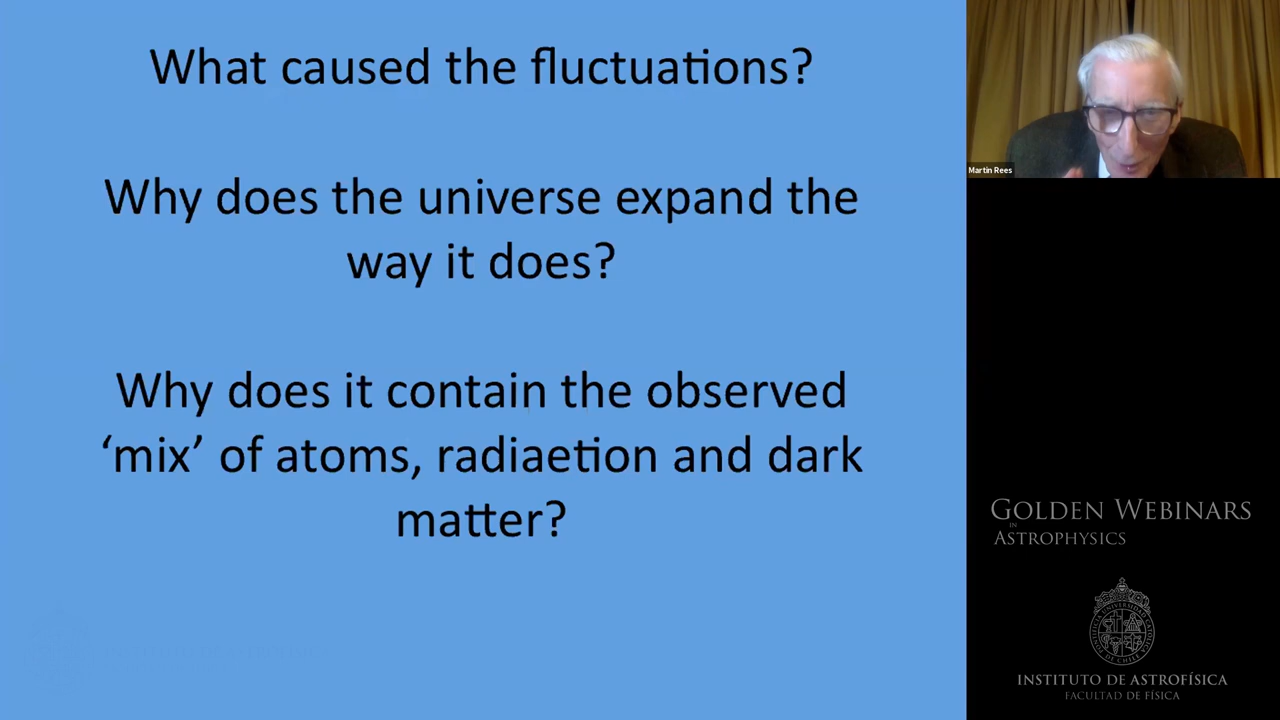 What caused the fluctuations?
Why does the universe expand the
way it does?
Why does it contain the observed
‘mix’ of atoms, radiaetion and dark
matter?
Martin Rees
GOLDEN WEBINARS
IN
ASTROPHYSICS
INSTITUTO DE ASTROFÍSICA
FACULTAD DE FÍSICA